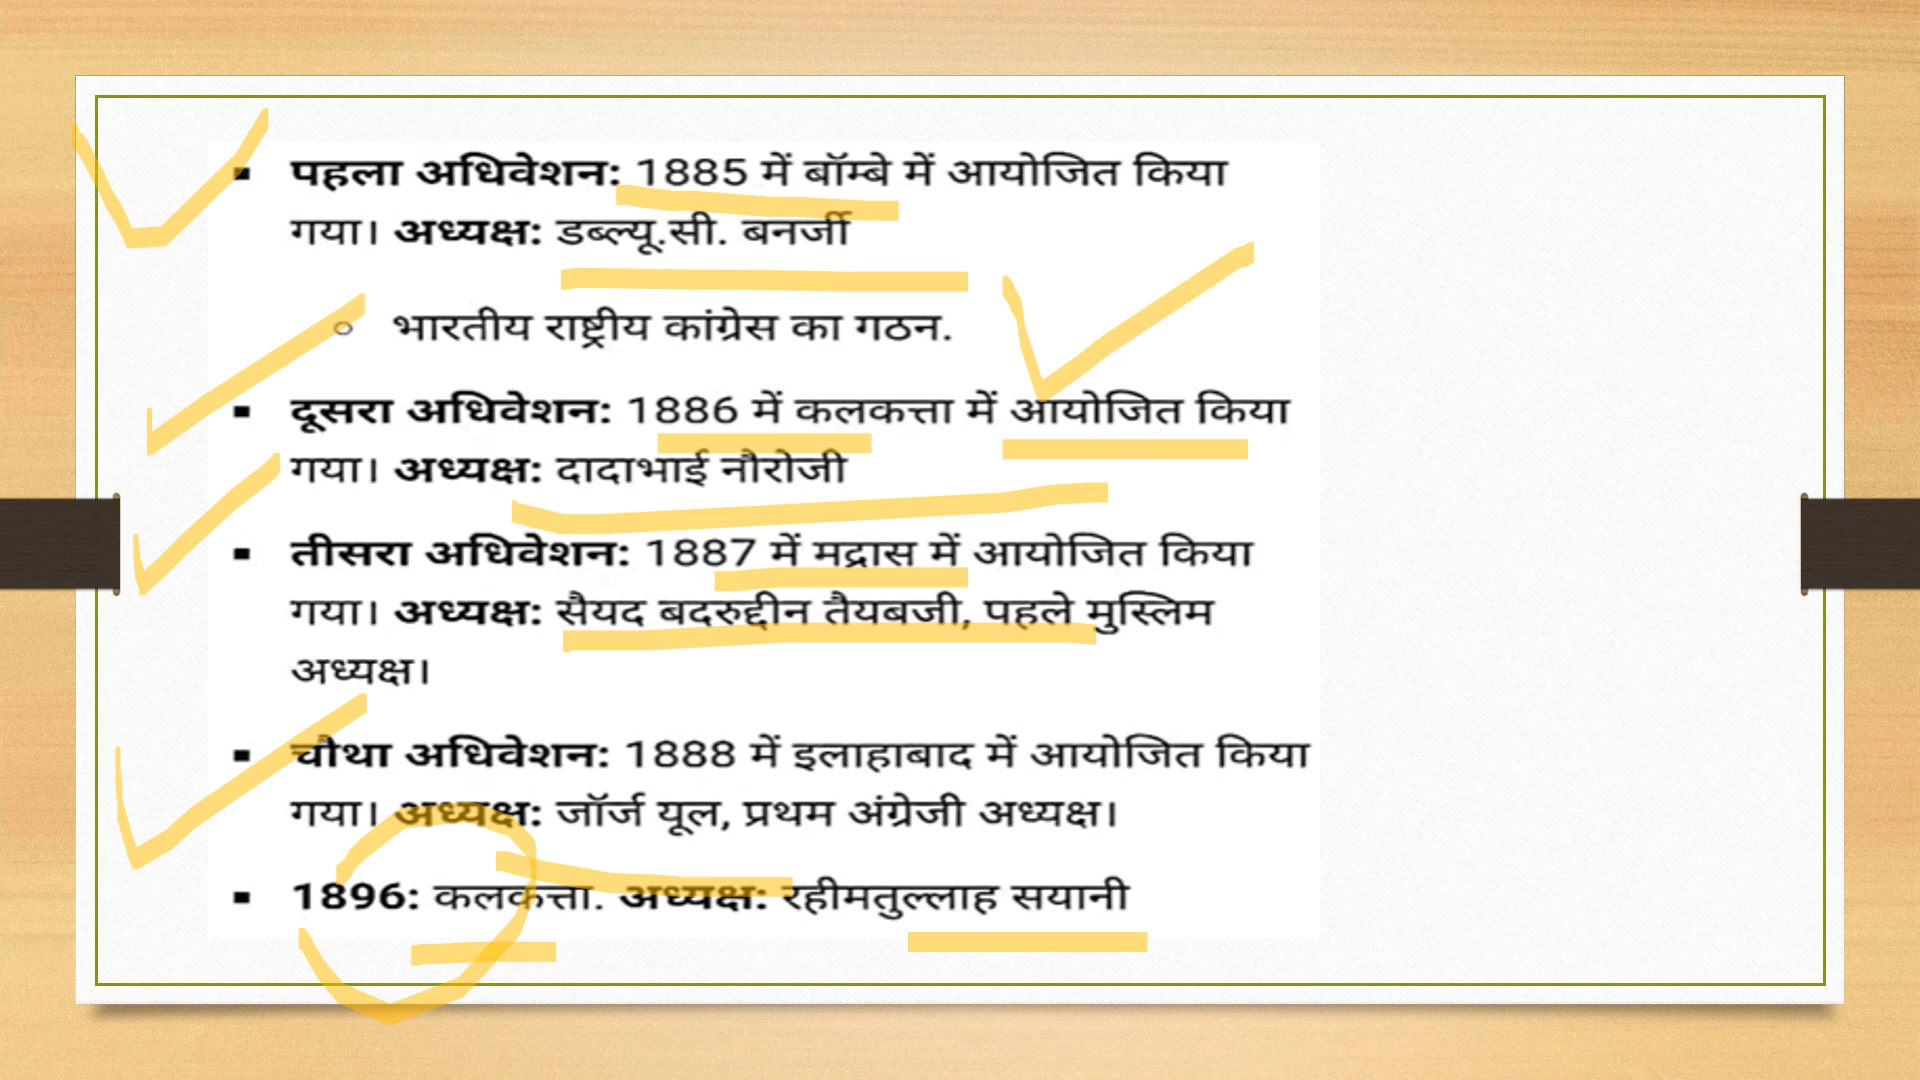 ▪ पहला अधिवेशन: 1885 में बॉम्बे में आयोजित किया
गया। अध्यक्ष: डब्ल्यू.सी. बनर्जी
○ भारतीय राष्ट्रीय कांग्रेस का गठन.
▪ दूसरा अधिवेशन: 1886 में कलकत्ता में आयोजित किया
गया। अध्यक्ष: दादाभाई नौरोजी
▪ तीसरा अधिवेशन: 1887 में मद्रास में आयोजित किया
गया। अध्यक्ष: सैयद बदरुद्दीन तैयबजी, पहले मुस्लिम
अध्यक्ष।
▪ चौथा अधिवेशन: 1888 में इलाहाबाद में आयोजित किया
गया। अध्यक्ष: जॉर्ज यूल, प्रथम अंग्रेजी अध्यक्ष।
▪ 1896: कलकत्ता. अध्यक्ष: रहीमतुल्लाह सयानी